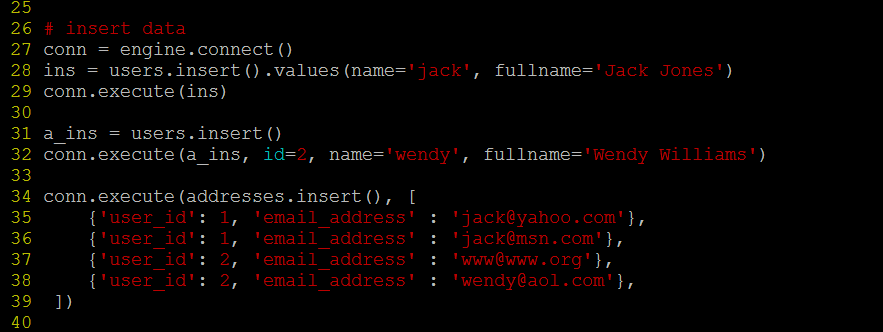 25
26 # insert data
27 conn = engine.connect()
28 ins = users.insert().values(name='jack', fullname='Jack Jones')
29 conn.execute(ins)
30
31 a_ins = users.insert()
32 conn.execute(a_ins, id=2, name='wendy', fullname='Wendy Williams')
33
34 conn.execute(addresses.insert(), [
35     {'user_id': 1, 'email_address' : 'jack@yahoo.com'},
36     {'user_id': 1, 'email_address' : 'jack@msn.com'},
37     {'user_id': 2, 'email_address' : 'www@www.org'},
38     {'user_id': 2, 'email_address' : 'wendy@aol.com'},
39  ])
40